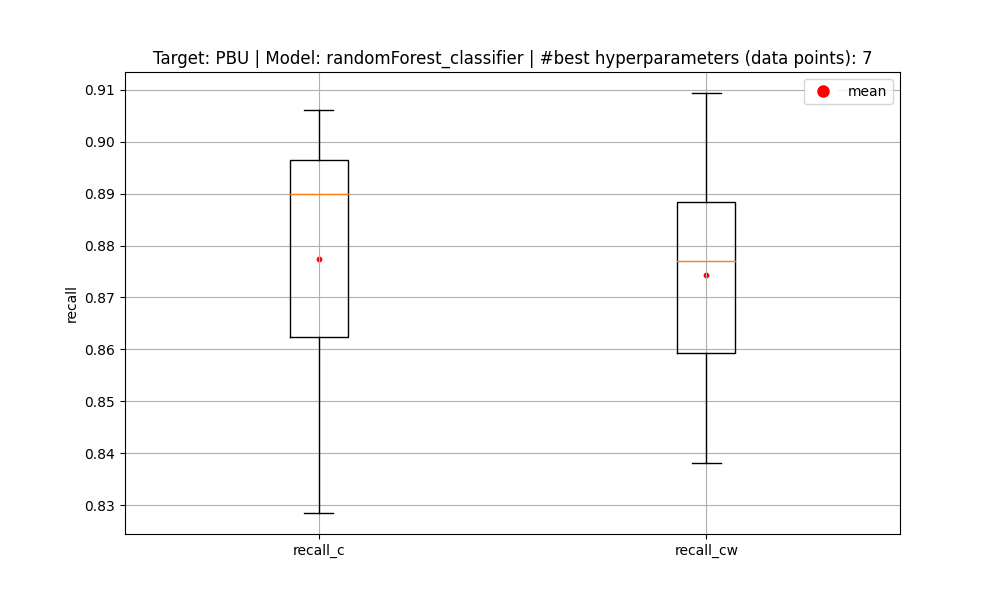 Target: PBU | Model: randomForest_classifier | #best hyperparameters (data points): 7
mean
0.91
0.90
0.89
0.88
0.87
0.86
0.85
0.84
0.83
recall
recall_c
recall_cw